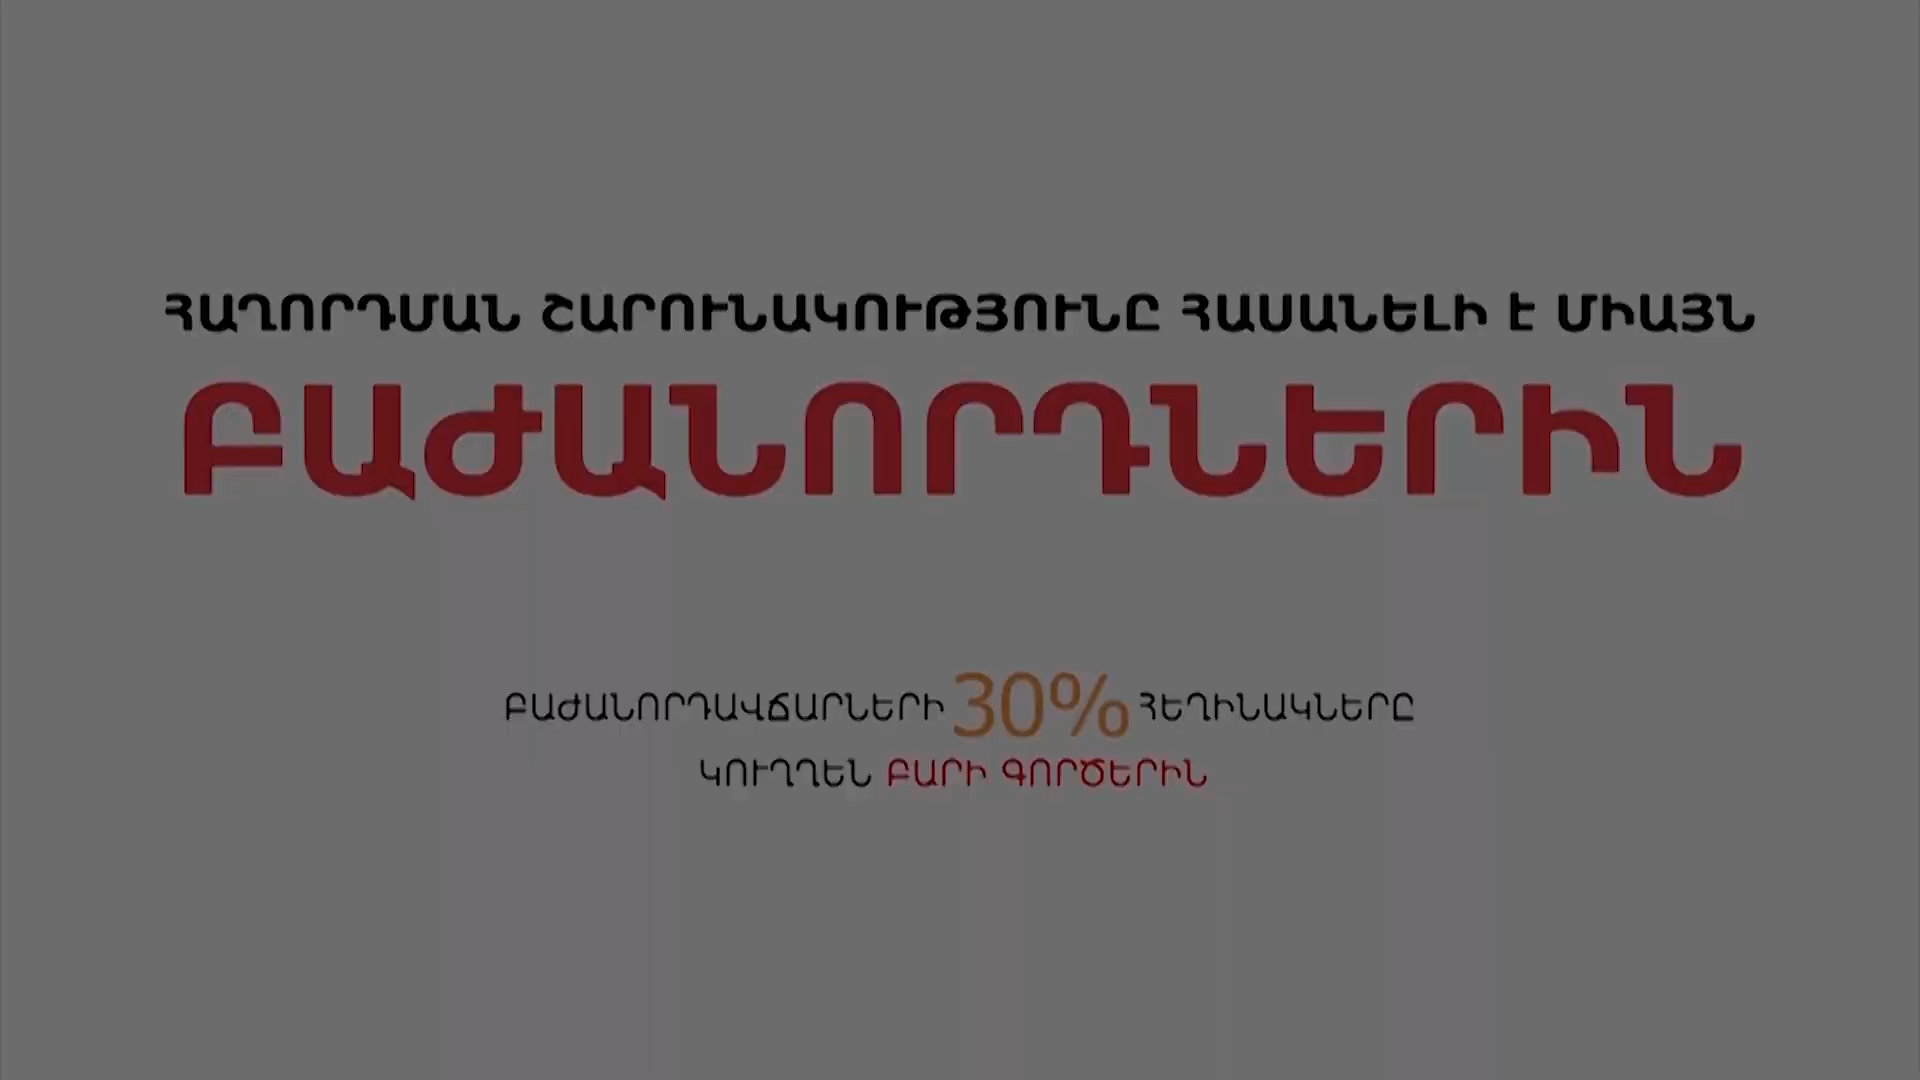 ՀԱՂՈՐԴՄԱՆ ՇԱՐՈՒՆԱԿՈՒԹՅՈՒՆԸ ՀԱՍԱՆԵԼԻ է ՄԻԱՅՆ
ԲԱԺԱՆՈՐԴՆԵՐԻՆ
ԲԱԺԱՆՈՐԴԱՎՃԱՐՆԵՐԻ 30% ՀԵՂԻՆԱԿՆԵՐԸ
ԿՈՒՂՂԵՆ ԲԱՐԻ ԳՈՐԾԵՐԻՆ